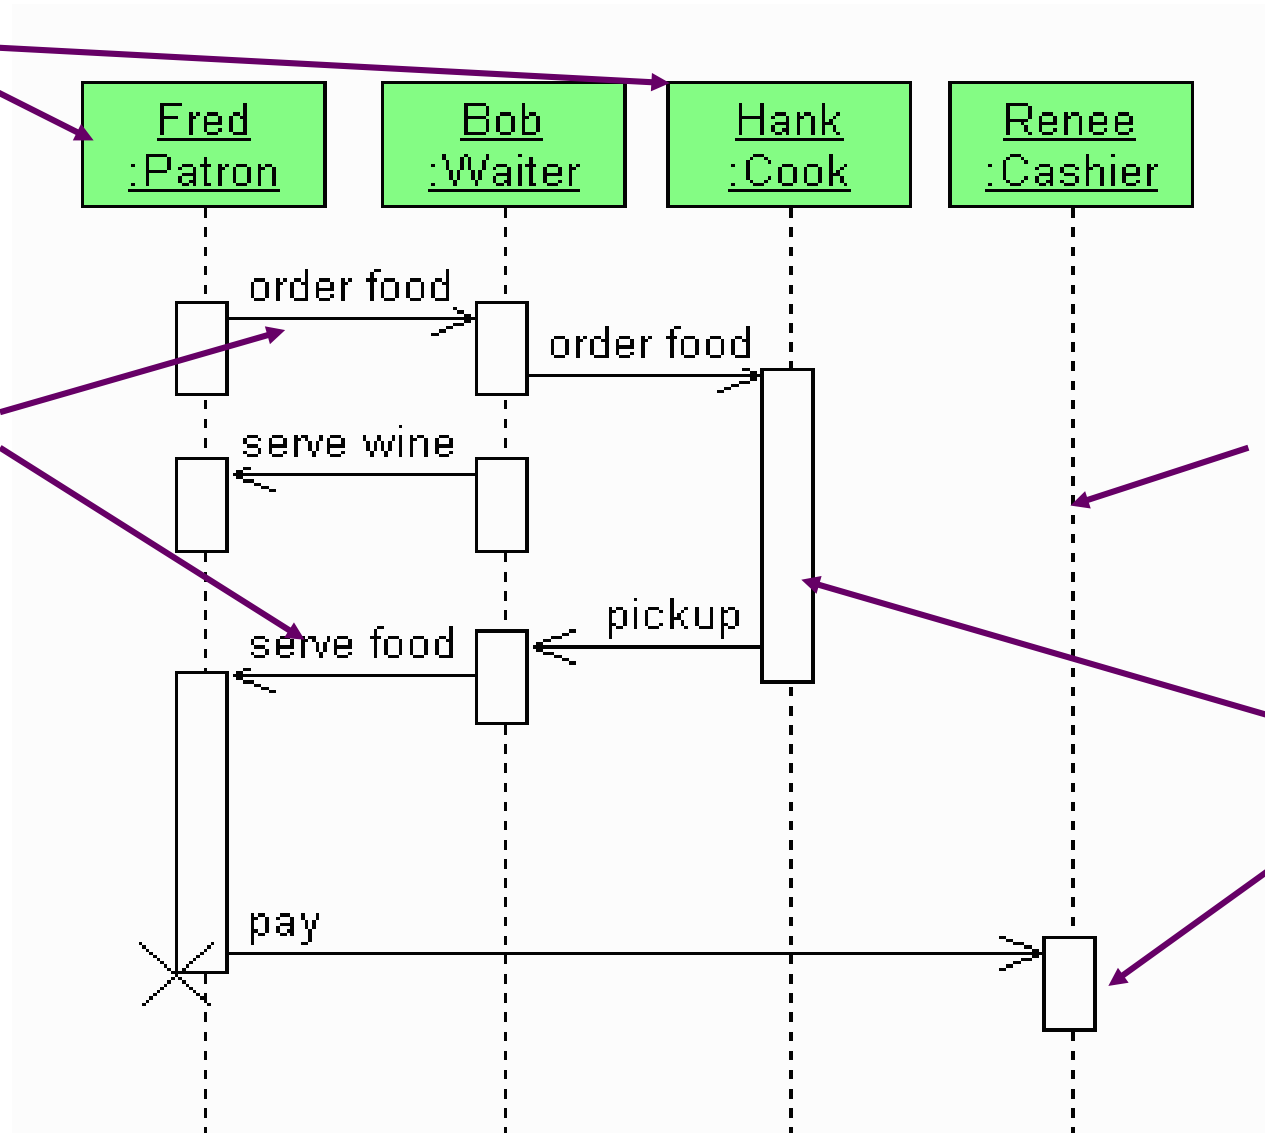 Fred
:Patron
Bob
:Waiter
Hank
:Cook
Renee
:Cashier
order food
order food
serve wine
pickup
serve food
pay